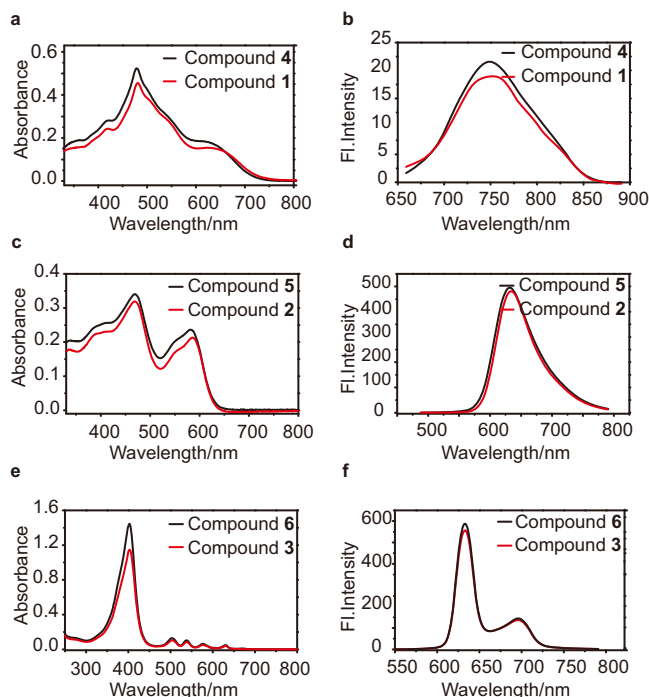 a
0.6
0.4
0.2
0.0
Absorbance
Compound 4
Compound 1
400 500 600 700 800
Wavelength/nm
b
25
20
15
10
5
0
Fl.Intensity
Compound 4
Compound 1
650 700 750 800 850 900
Wavelength/nm
c
0.4
0.3
0.2
0.1
0.0
Absorbance
Compound 5
Compound 2
400 500 600 700 800
Wavelength/nm
d
500
400
300
200
100
0
Fl.Intensity
Compound 5
Compound 2
500 600 700 800
Wavelength/nm
e
1.6
1.2
0.8
0.4
0.0
Absorbance
Compound 6
Compound 3
300 400 500 600 700 800
Wavelength/nm
f
600
400
200
0
Fl.Intensity
Compound 6
Compound 3
550 600 650 700 750 800
Wavelength/nm